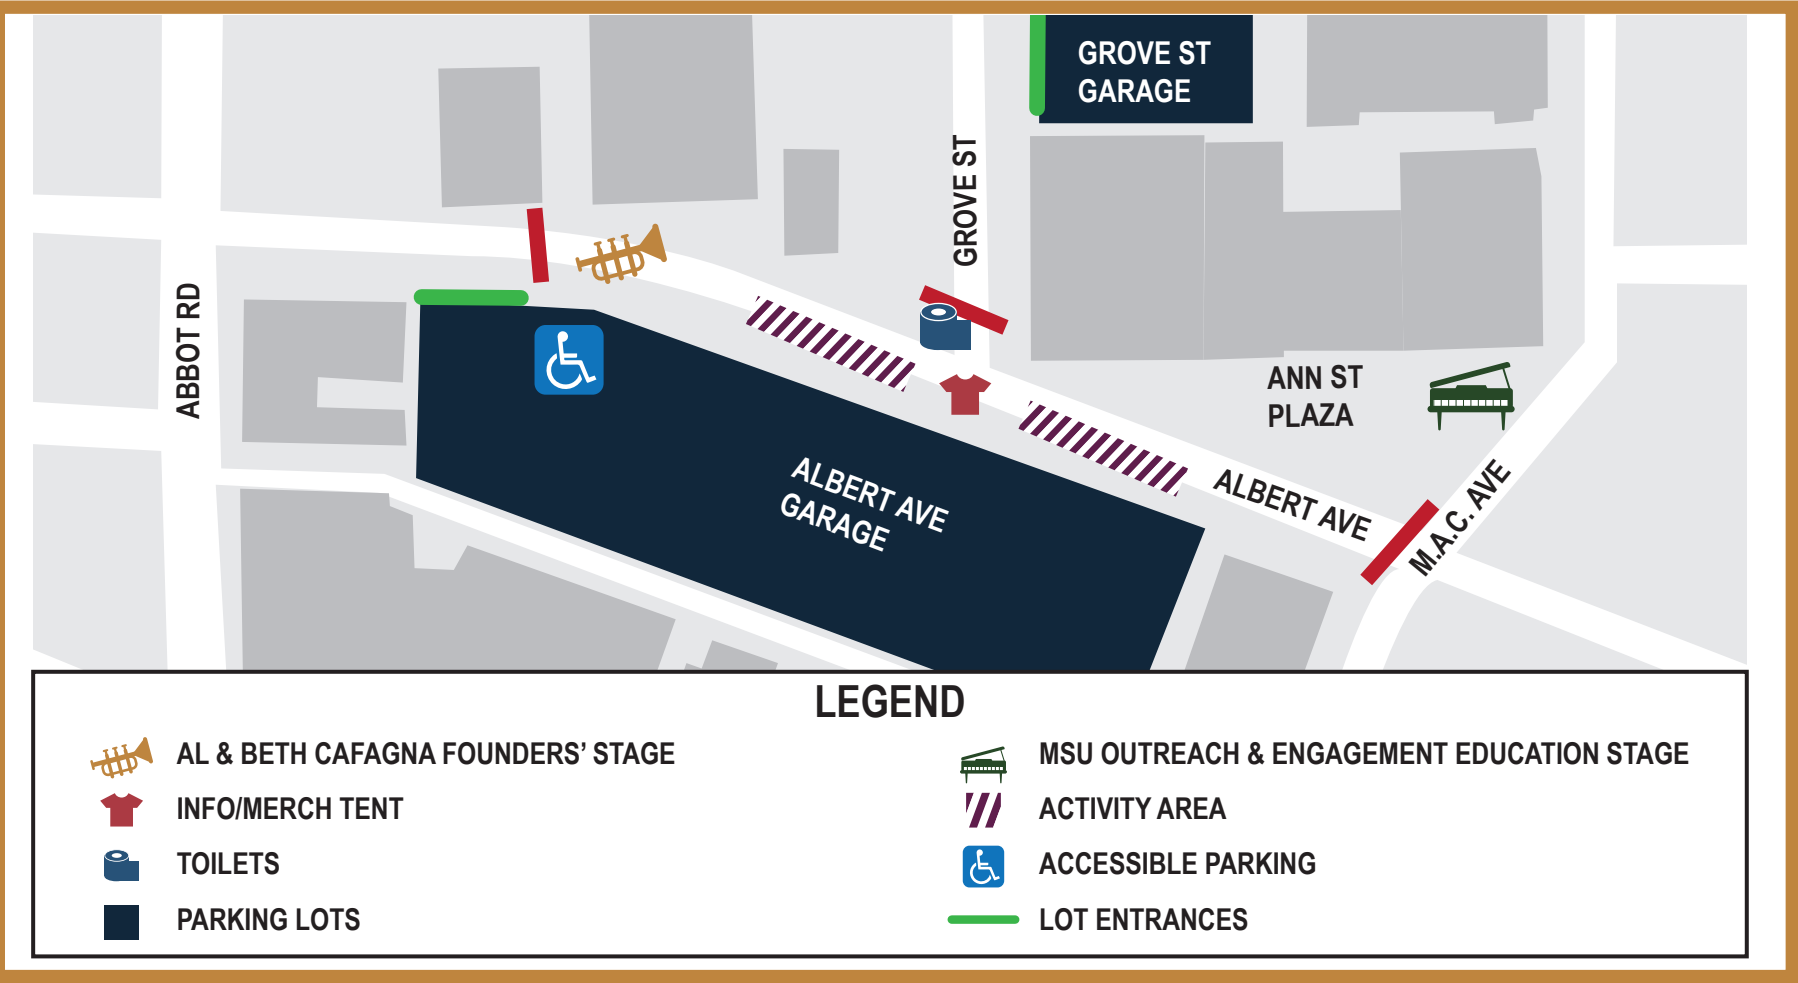 GROVE ST
GARAGE
GROVE ST
ABBOT RD
ANN ST
PLAZA
ALBERT AVE
GARAGE
ALBERT AVE
M.A.C. AVE
LEGEND
AL & BETH CAFAGNA FOUNDERS’ STAGE
INFO/MERCH TENT
TOILETS
PARKING LOTS
MSU OUTREACH & ENGAGEMENT EDUCATION STAGE
ACTIVITY AREA
ACCESSIBLE PARKING
LOT ENTRANCES